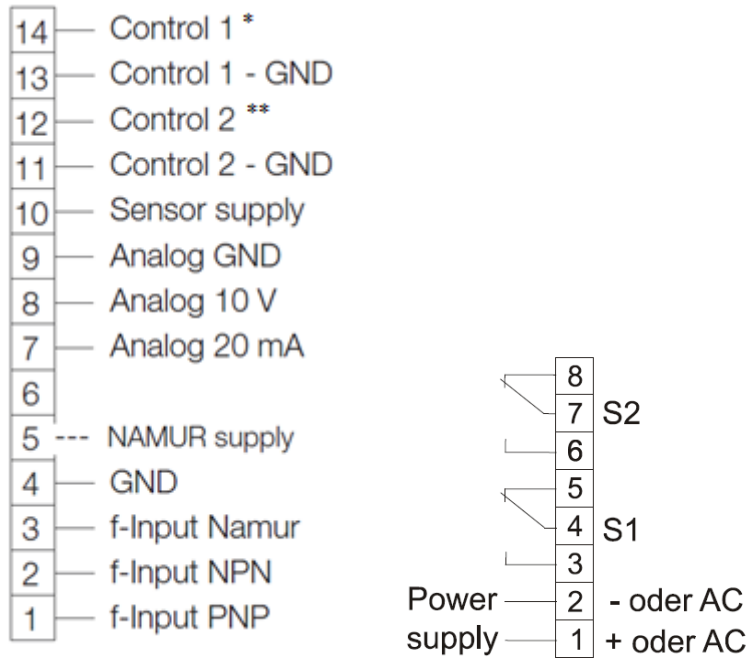 14 Control 1 *
13 Control 1 - GND
12 Control 2 **
11 Control 2 - GND
10 Sensor supply
9 Analog GND
8 Analog 10 V
7 Analog 20 mA
6
5 --- NAMUR supply
4 GND
3 f-Input Namur
2 f-Input NPN
1 f-Input PNP
8
7 S2
6
5
4 S1
3
Power 2 - oder AC
supply 1 + oder AC